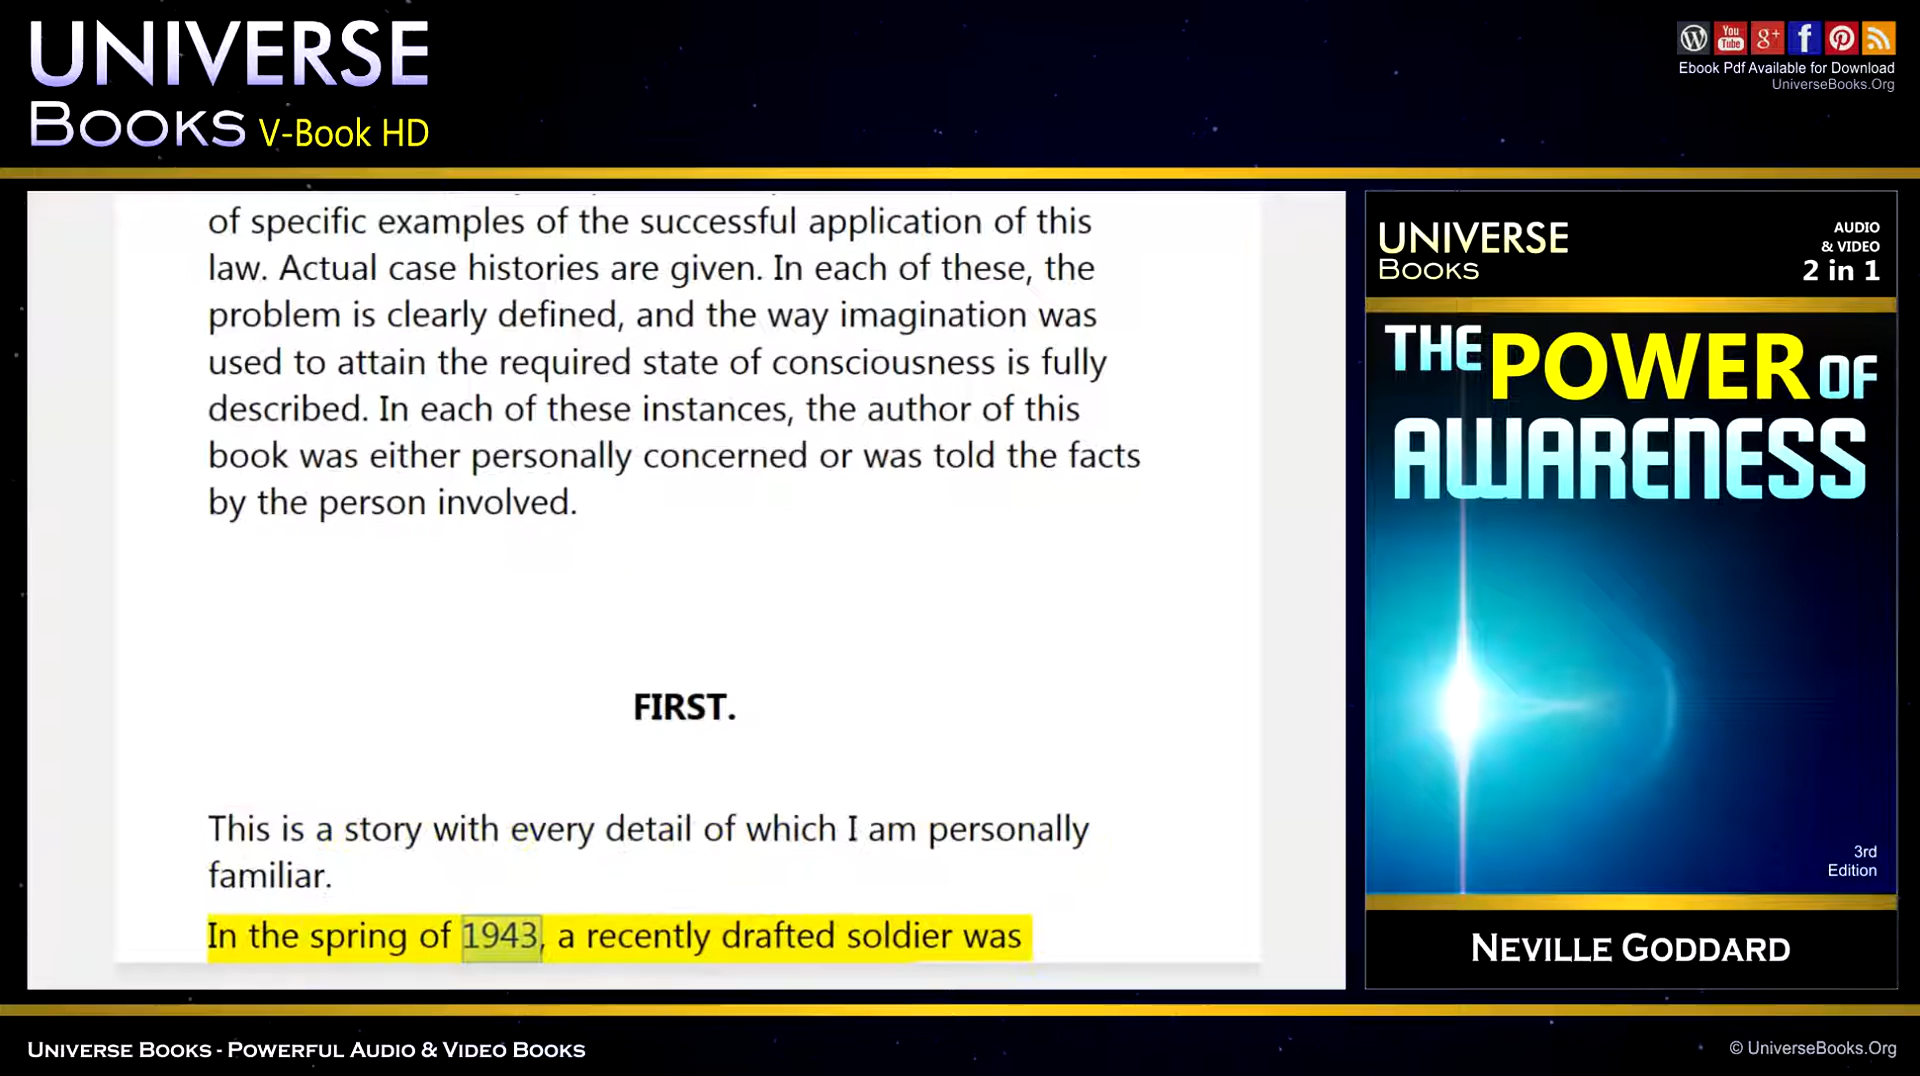 UNIVERSE
BOOKS V-Book HD
You
Tube
g+
f
Ebook Pdf Available for Download
UniverseBooks.Org
of specific examples of the successful application of this
law. Actual case histories are given. In each of these, the
problem is clearly defined, and the way imagination was
used to attain the required state of consciousness is fully
described. In each of these instances, the author of this
book was either personally concerned or was told the facts
by the person involved.
FIRST.
This is a story with every detail of which I am personally
familiar.
In the spring of 1943, a recently drafted soldier was
UNIVERSE
BOOKS
AUDIO
& VIDEO
2 in 1
THE POWER OF
AWARENESS
3rd
Edition
NEVILLE GODDARD
UNIVERSE BOOKS - POWERFUL AUDIO & VIDEO BOOKS
© UniverseBooks.Org